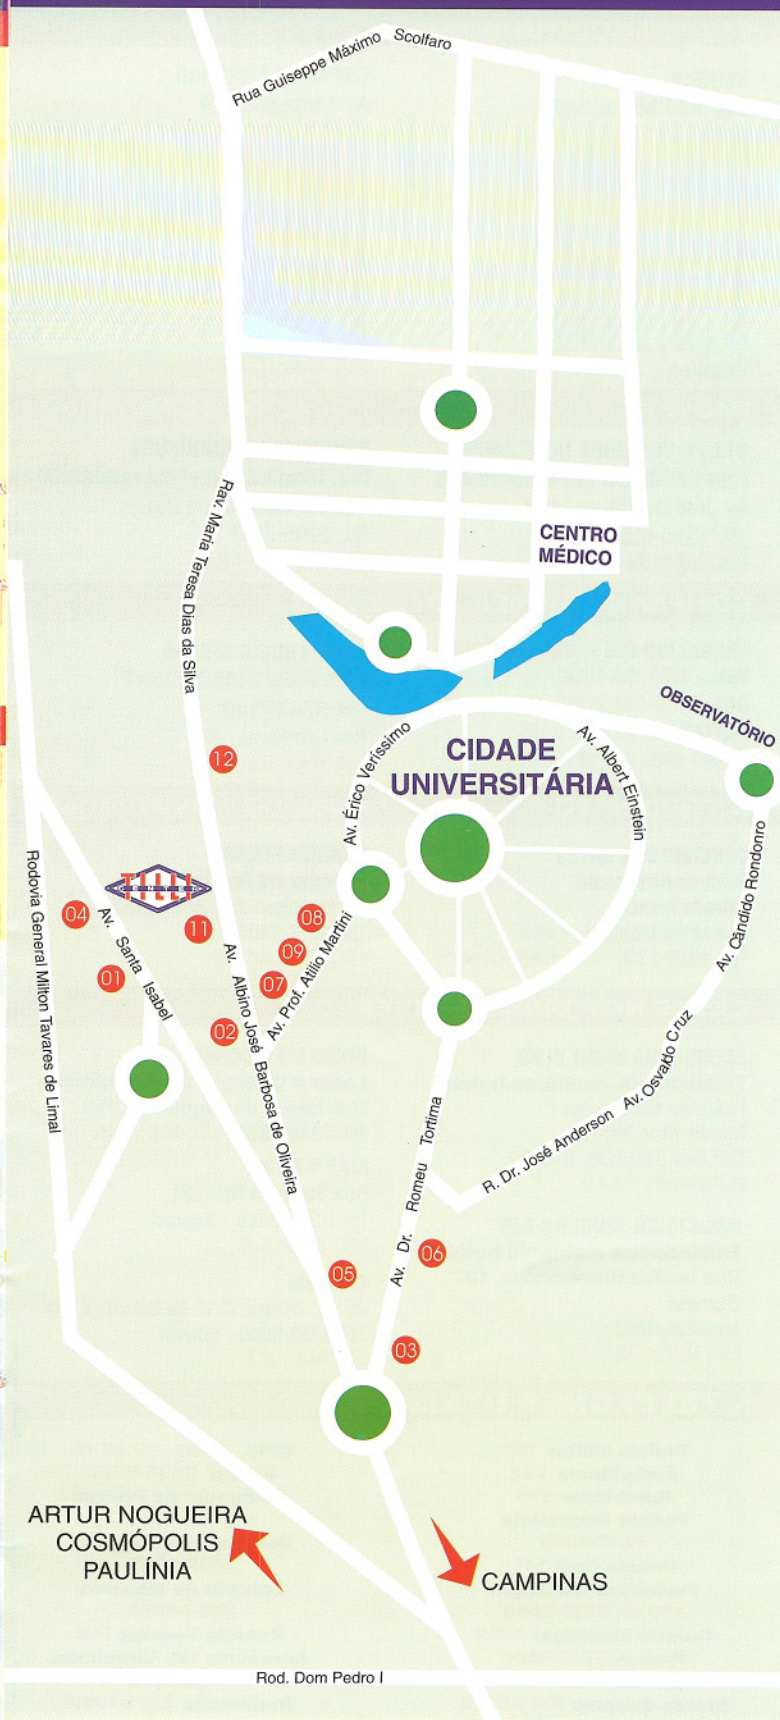 Rua Guiseppe Máximo Scolfaro
Rav. Maria Teresa Dias da Silva
CENTRO
MÉDICO
OBSERVATÓRIO
CIDADE
UNIVERSITÁRIA
Av. Érico Veríssimo
Av. Albert Einstein
12
TILLI
CENTER
04
11
08
09
07
01
02
Av. Santa Isabel
Rodovia General Milton Tavares de Limal
Av. Albino José Barbosa de Oliveira
Av. Prof. Atilio Martini
Av. Cândido Rondonro
Av. Osvaldo Cruz
R. Dr. José Anderson
Av. Dr. Romeu Tortima
06
05
03
ARTUR NOGUEIRA
COSMÓPOLIS
PAULÍNIA
CAMPINAS
Rod. Dom Pedro I